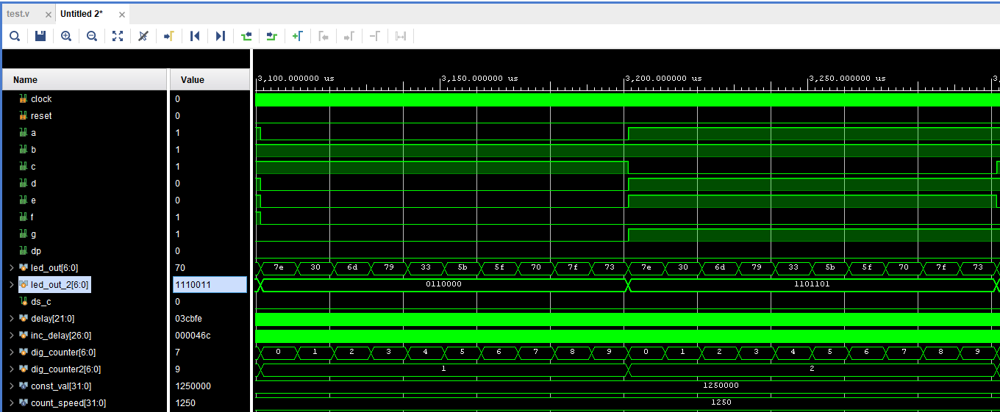 test.v Untitled 2*
3,100.000000 us 3,150.000000 us 3,200.000000 us 3,250.000000 us 3,
Name Value
clock 0
reset 0
a 1
b 1
c 1
d 0
e 0
f 1
g 1
dp 0
led_out[6:0] 70 7e 30 6d 79 33 5b 5f 70 7f 73 7e 30 6d 79 33 5b 5f 70 7f 73
led_out_2[6:0] 1110011 0110000 1101101
ds_c 0
delay[21:0] 03cbfe
inc_delay[26:0] 000046c
dig_counter[6:0] 7 0 1 2 3 4 5 6 7 8 9 0 1 2 3 4 5 6 7 8 9
dig_counter2[6:0] 9 1 2
const_val[31:0] 1250000 1250000
count_speed[31:0] 1250 1250